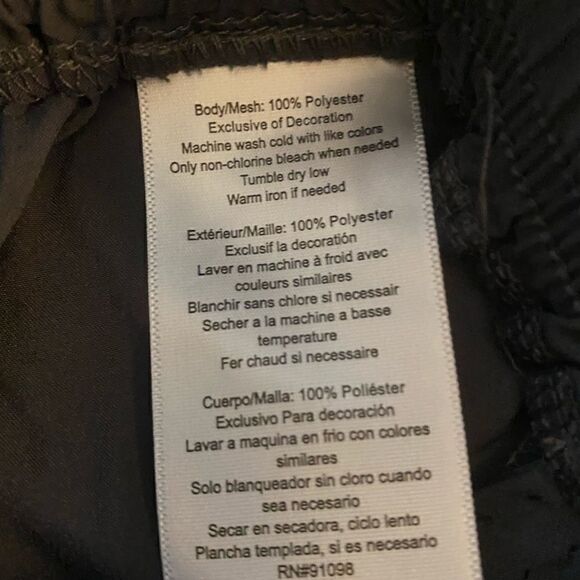 Body/Mesh: 100% Polyester
Exclusive of Decoration
Machine wash cold with like colors
Only non-chlorine bleach when needed
Tumble dry low
Warm iron if needed
Extérieur/Maille: 100% Polyester
Exclusif la decoratión
Laver en machine à froid avec
couleurs similaires
Blanchir sans chlore si necessair
Secher a la machine a basse
temperature
Fer chaud si necessaire
Cuerpo/Malla: 100% Poliéster
Exclusivo Para decoración
Lavar a maquina en frio con colores
similares
Solo blanqueador sin cloro cuando
sea necesario
Secar en secadora, ciclo lento
Plancha templada, si es necesario
RN#91098